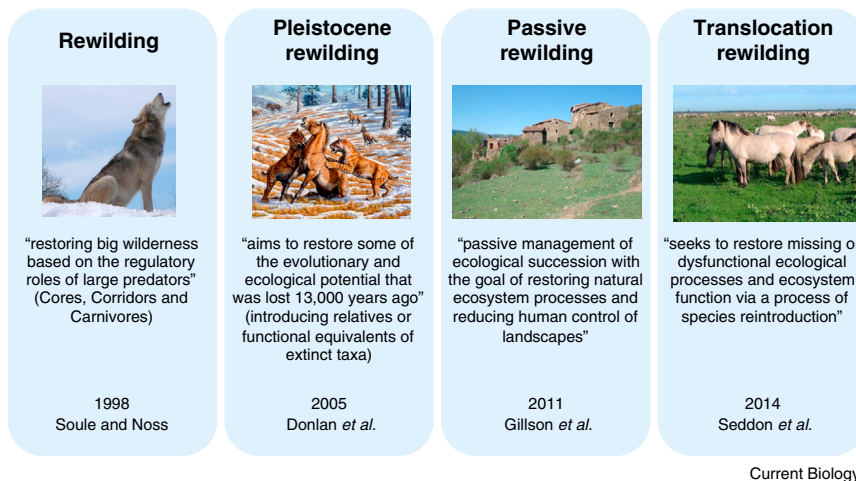 Rewilding
“restoring big wilderness
based on the regulatory
roles of large predators”
(Cores, Corridors and
Carnivores)
1998
Soule and Noss
Pleistocene
rewilding
“aims to restore some of
the evolutionary and
ecological potential that
was lost 13,000 years ago”
(introducing relatives or
functional equivalents of
extinct taxa)
2005
Donlan et al.
Passive
rewilding
“passive management of
ecological succession with
the goal of restoring natural
ecosystem processes and
reducing human control of
landscapes”
2011
Gillson et al.
Translocation
rewilding
“seeks to restore missing or
dysfunctional ecological
processes and ecosystem
function via a process of
species reintroduction”
2014
Seddon et al.
Current Biology